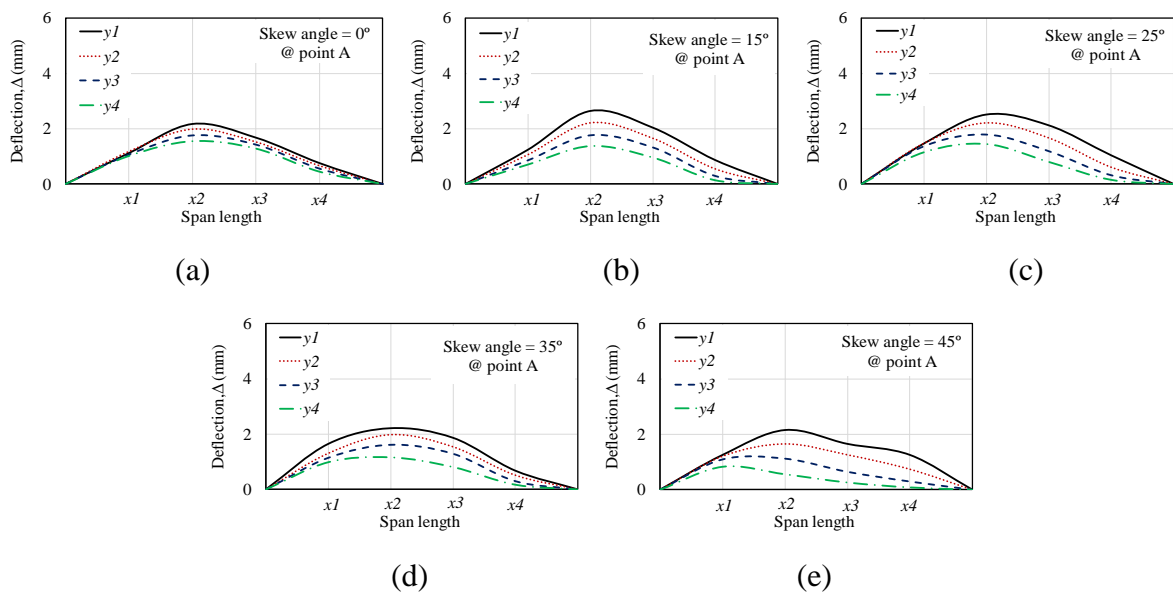 6
4
2
0
Deflection,Δ (mm)
y1
y2
y3
y4
Skew angle = 0º
@ point A
x1
x2
x3
x4
Span length
(a)
6
4
2
0
Deflection,Δ (mm)
y1
y2
y3
y4
Skew angle = 15º
@ point A
x1
x2
x3
x4
Span length
(b)
6
4
2
0
Deflection,Δ (mm)
y1
y2
y3
y4
Skew angle = 25º
@ point A
x1
x2
x3
x4
Span length
(c)
6
4
2
0
Deflection,Δ (mm)
y1
y2
y3
y4
Skew angle = 35º
@ point A
x1
x2
x3
x4
Span length
(d)
6
4
2
0
Deflection,Δ (mm)
y1
y2
y3
y4
Skew angle = 45º
@ point A
x1
x2
x3
x4
Span length
(e)